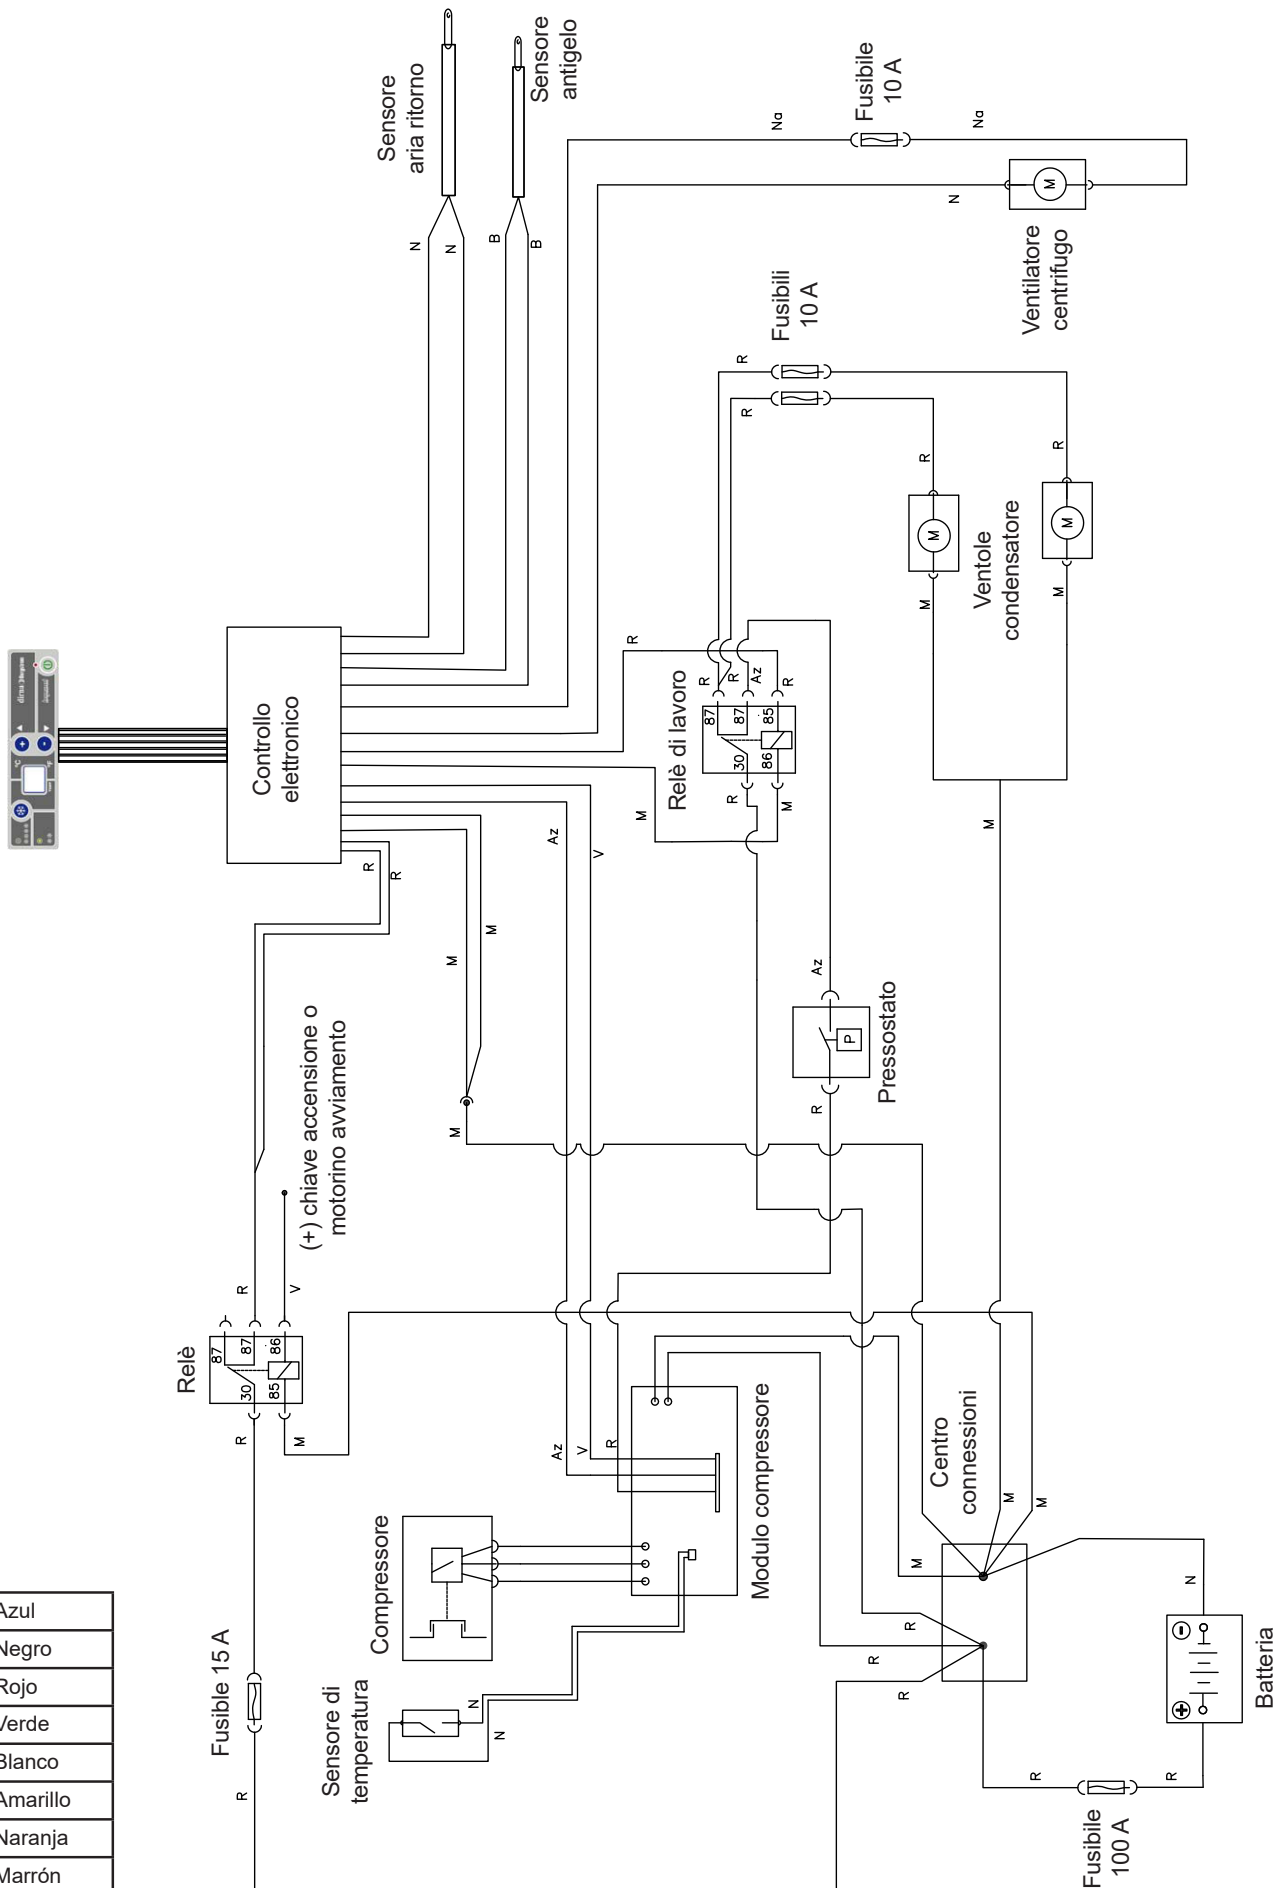 Sensore
aria ritorno
Sensore
antigelo
Fusibile
10 A
Na
Na
N
N
B
B
N
Ventilatore
centrifugo
Fusibili
10 A
R
R
R
R
M
M
M
M
M
M
Ventole
condensatore
dirna
°C
°F
Controllo
elettronico
R
R
R
R
Az
R
87
87
85
30
86
R
M
Relè di lavoro
M
M
Az
V
R
R
M
M
M
Az
P
R
Pressostato
(+) chiave accensione o
motorino avviamento
R
V
Relè
87
87
86
30
85
R
M
Az
V
R
Compressore
Modulo compressore
Centro
connessioni
M
M
M
R
R
R
N
Fusible 15 A
R
Sensore di
temperatura
N
N
Batteria
R
R
Fusibile
100 A
Azul
Negro
Rojo
Verde
Blanco
Amarillo
Naranja
Marrón